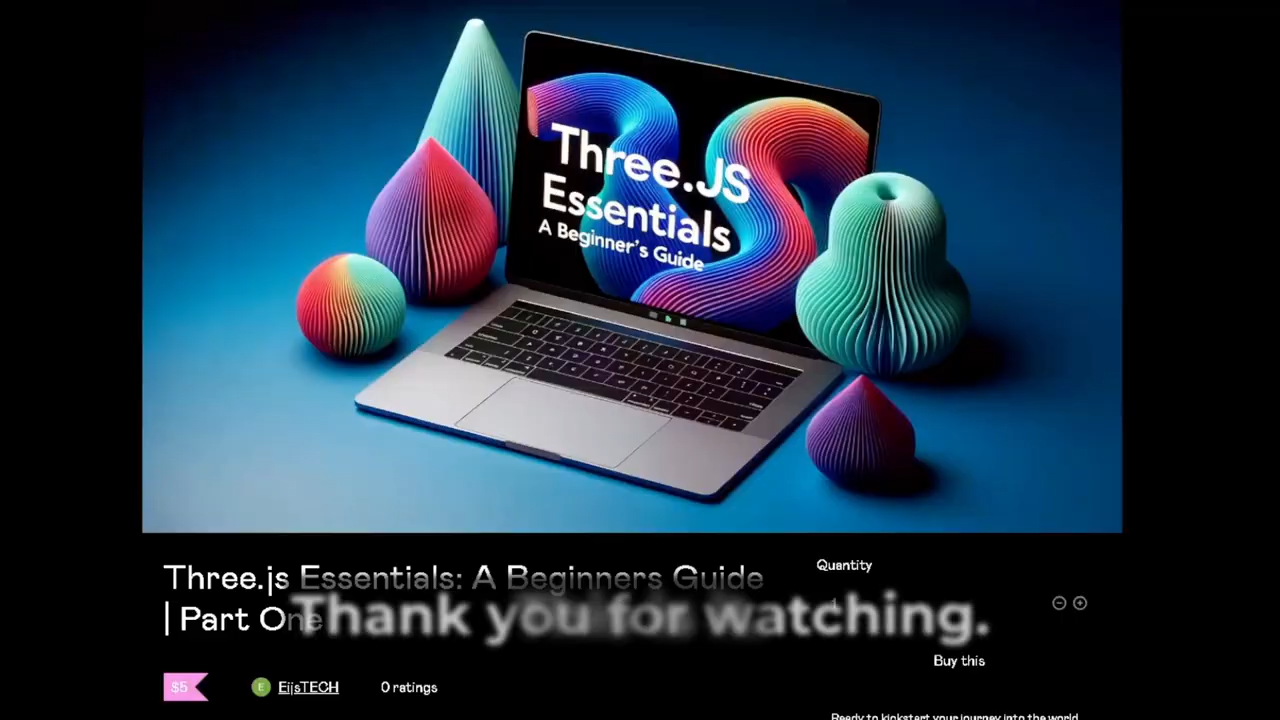 Three.JS
Essentials
A Beginner's Guide
Three.js Essentials: A Beginners Guide
| Part One
Thank you for watching.
Quantity
1
Buy this
$5
E
EijsTECH
0 ratings
Ready to kickstart your journey into the world